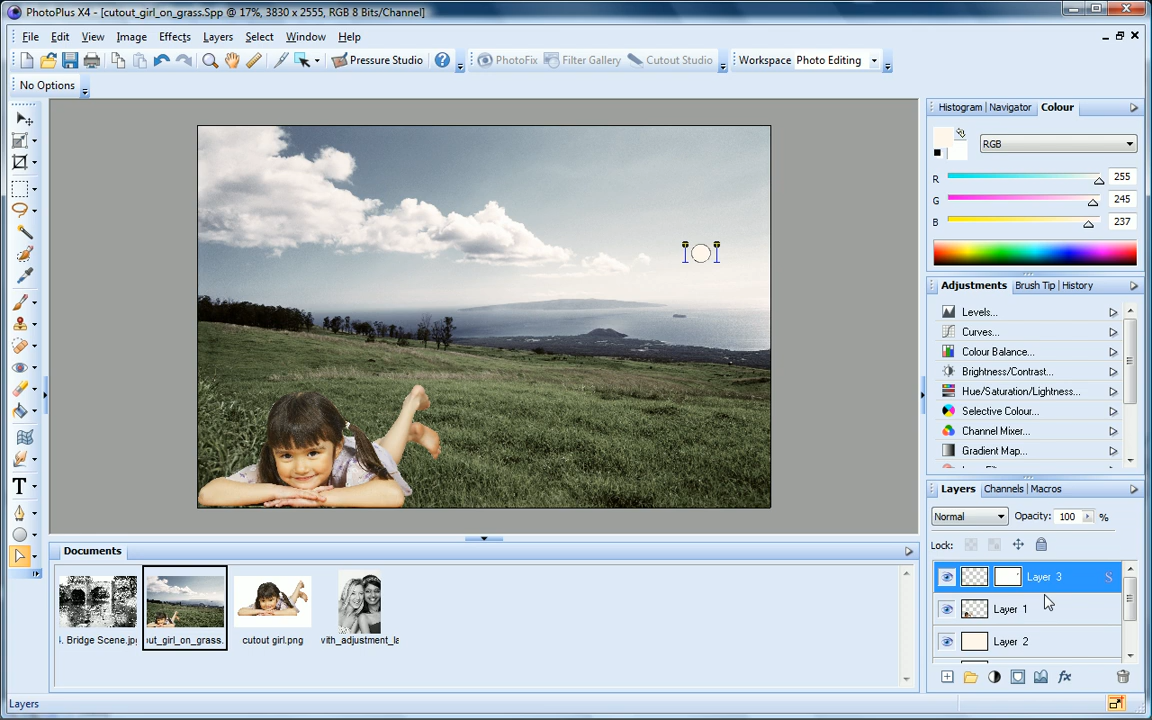 PhotoPlus X4 - [cutout_girl_on_grass.Spp @ 17%, 3830 x 2555, RGB 8 Bits/Channel]
File Edit View Image Effects Layers Select Window Help
Pressure Studio PhotoFix Filter Gallery Cutout Studio Workspace Photo Editing
No Options
Histogram | Navigator Colour
RGB
R 255
G 245
B 237
Adjustments Brush Tip | History
Levels...
Curves...
Colour Balance...
Brightness/Contrast...
Hue/Saturation/Lightness...
Selective Colour...
Channel Mixer...
Gradient Map...
Layers Channels | Macros
Normal Opacity: 100 %
Lock:
Layer 3 S
Layer 1
Layer 2
T
Documents
. Bridge Scene.jp
ut_girl_on_grass.
cutout girl.png
vith_adjustment_la
Layers